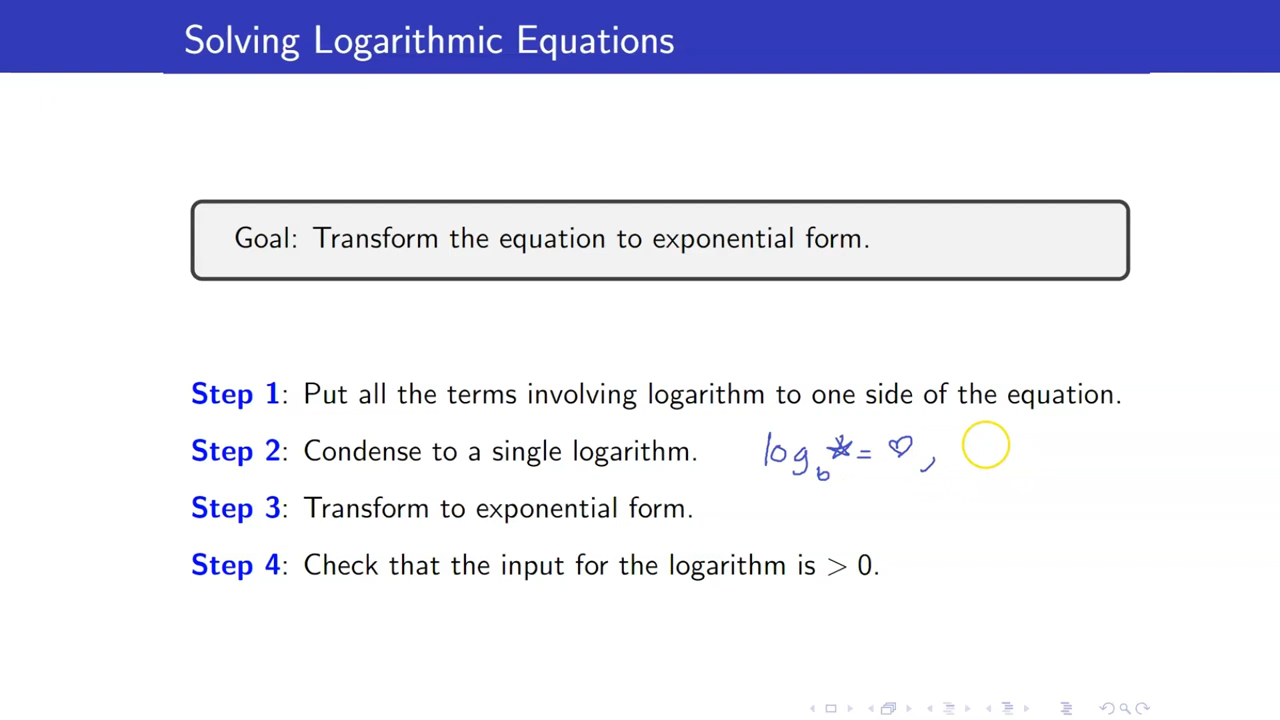 Solving Logarithmic Equations
Goal: Transform the equation to exponential form.
Step 1: Put all the terms involving logarithm to one side of the equation.
Step 2: Condense to a single logarithm. log_b ☆ = ♡,
Step 3: Transform to exponential form.
Step 4: Check that the input for the logarithm is > 0.